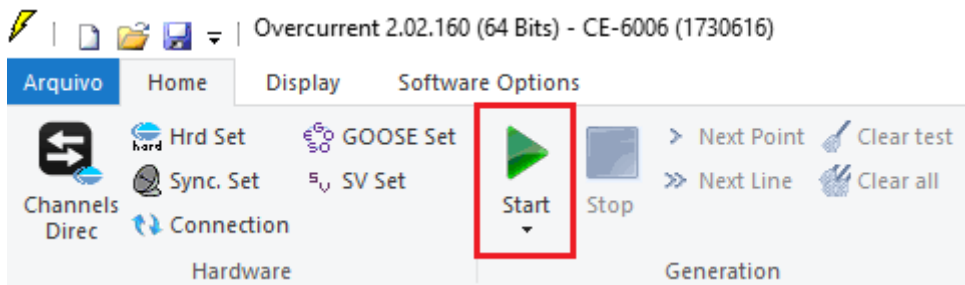 Overcurrent 2.02.160 (64 Bits) - CE-6006 (1730616)
Arquivo Home Display Software Options
Channels Direc
hard Hrd Set
Sync. Set
Connection
GOOSE Set
SV Set
Hardware
Start
Stop
Next Point
Next Line
Clear test
Clear all
Generation